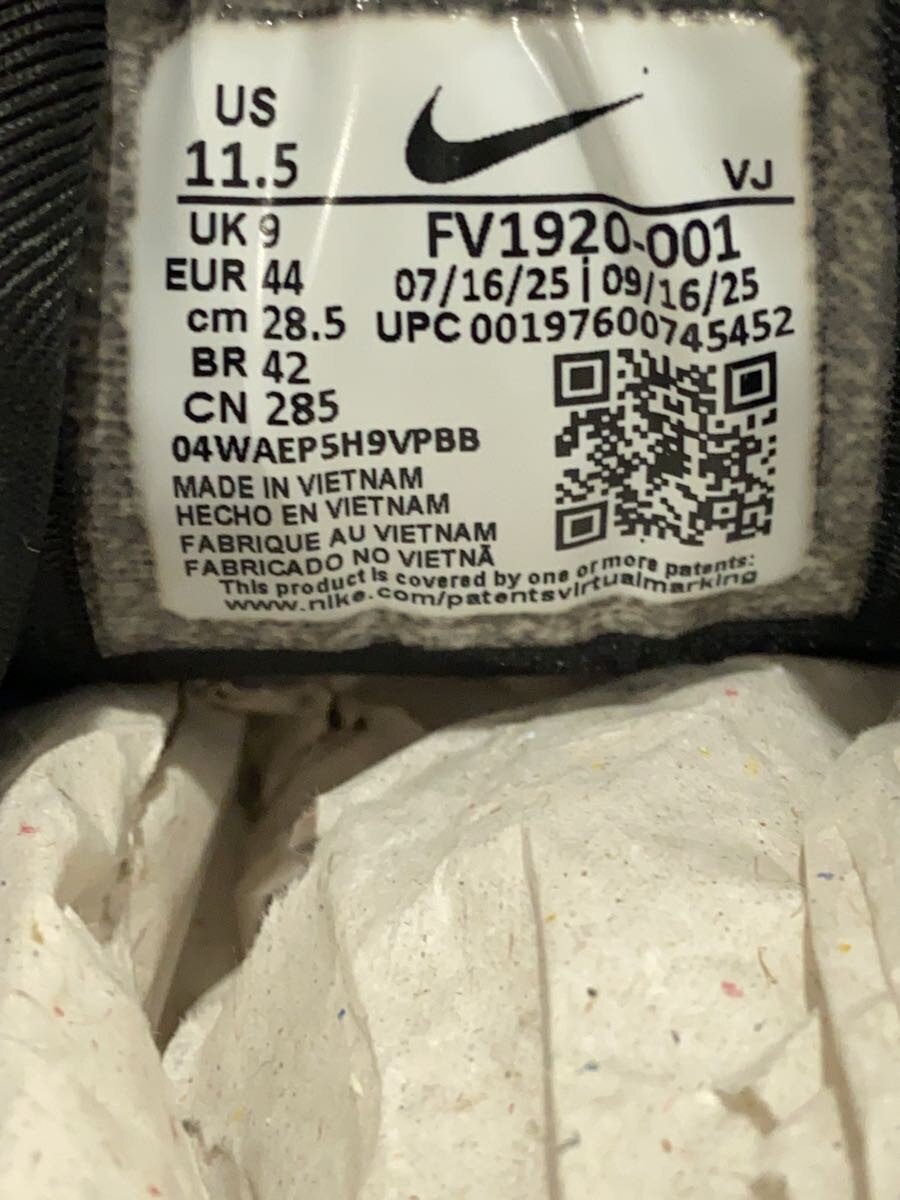 US
11.5
VJ
UK 9
FV1920-001
EUR 44
07/16/25 | 09/16/25
cm 28.5
UPC 00197600745452
BR 42
CN 285
04WAEP5H9VPBB
MADE IN VIETNAM
HECHO EN VIETNAM
FABRIQUE AU VIETNAM
FABRICADO NO VIETNÃ
This product is covered by one or more patents:
www.nike.com/patentsvirtualmarking